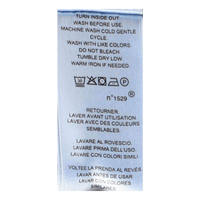 TURN INSIDE OUT
WASH BEFORE USE.
MACHINE WASH COLD GENTLE
CYCLE.
WASH WITH LIKE COLORS
DO NOT BLEACH.
TUMBLE DRY LOW.
WARM IRON IF NEEDED.
n°1529 ®
RETOURNER.
LAVER AVANT UTILISATION
LAVER AVEC DE COULEURS
SEMBLABLES.
LAVARE AL ROVESCIO
LAVARE PRIMA DELL'USO.
LAVARE CON COLORI SIMILI
VOLTEE LA PRENDA AL REVES
LAVAR ANTES DE USAR
LAVAR CON COLORES